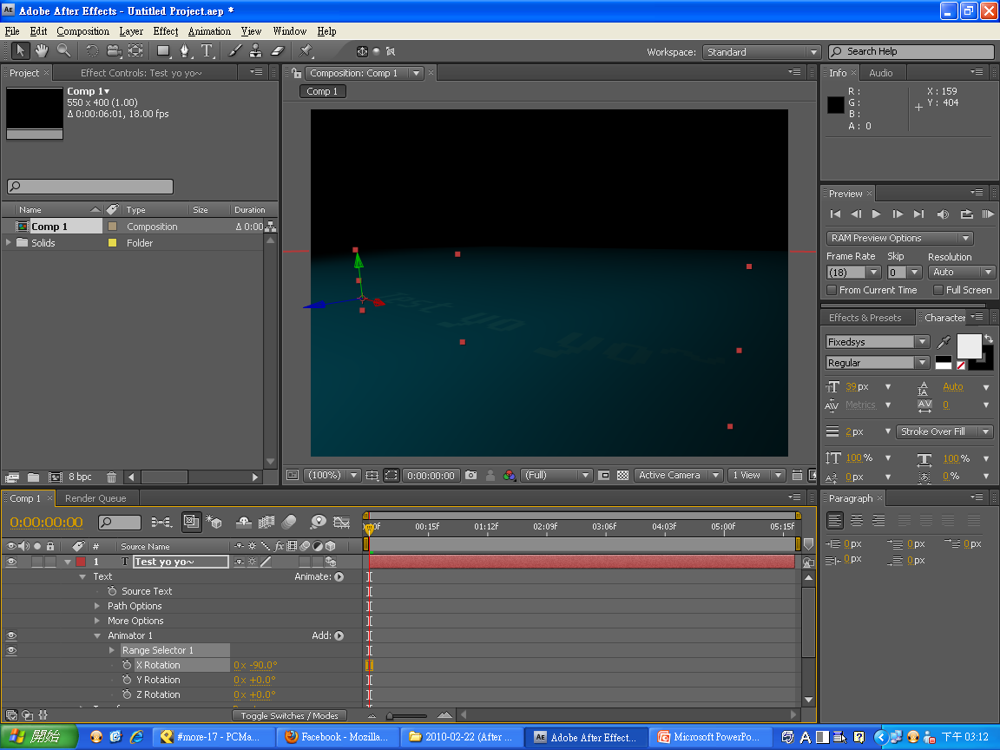 Adobe After Effects - Untitled Project.aep *
File Edit Composition Layer Effect Animation View Window Help
Workspace: Standard Search Help
Project Effect Controls: Test yo yo~
Comp 1
550 x 400 (1.00)
Δ 0:00:06:01, 18.00 fps
Name Type Size Duration
Comp 1 Composition Δ 0:00
Solids Folder
8 bpc
Composition: Comp 1
Comp 1
Test yo yo~
(100%) 0:00:00:00 (Full) Active Camera 1 View
Info Audio
R : X : 159
G : Y : 404
B :
A : 0
Preview
RAM Preview Options
Frame Rate Skip Resolution
(18) 0 Auto
From Current Time Full Screen
Effects & Presets Character
Fixedsys
Regular
39 px Auto
Metrics 0
2 px Stroke Over Fill
100 % 100 %
0 px 0 %
Paragraph
0 px 0 px 0 px
0 px 0 px
Comp 1 Render Queue
0:00:00:00
00:15F 01:12F 02:09F 03:06F 04:03F 05:00F 05:15F
# Source Name
1 T Test yo yo~
Text Animate:
Source Text
Path Options
More Options
Animator 1 Add:
Range Selector 1
X Rotation 0 x -90.0°
Y Rotation 0 x +0.0°
Z Rotation 0 x +0.0°
Toggle Switches / Modes
開始 #more-17 - PCMa... Facebook - Mozilla... 2010-02-22 (After ... Adobe After Effect... Microsoft PowerPo... 下午 03:12